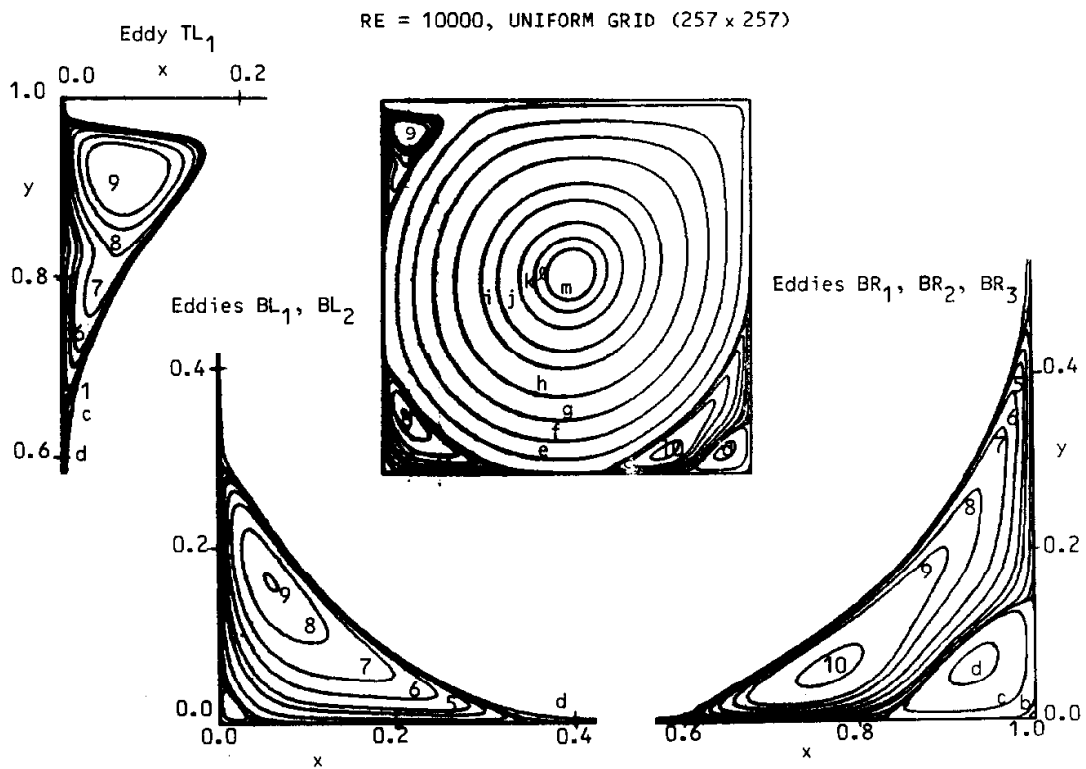 RE = 10000, UNIFORM GRID (257 x 257)
Eddy TL1
0.0 x 0.2
1.0
y
0.8
0.6
9
8
7
6
1
c
d
9
i j k ℓ m
h
g
f
e
10
Eddies BL1, BL2
0.4
0.2
0.0
9
8
7
6
5
d
0.0 0.2 0.4
x
Eddies BR1, BR2, BR3
0.4
y
0.2
0.0
5
6
7
8
9
10
d
c b
0.6 0.8 1.0
x